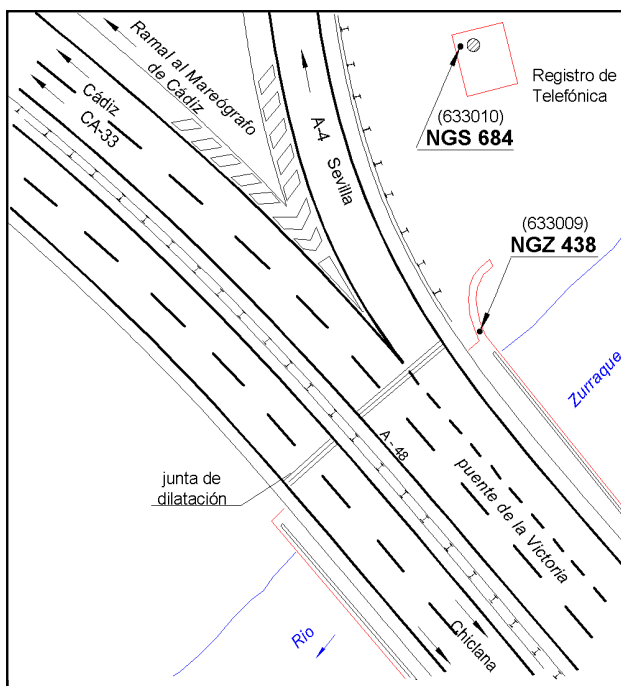 Ramal al Mareógrafo
de Cádiz
Cádiz
CA-33
A-4 Sevilla
Registro de
Telefónica
(633010)
NGS 684
(633009)
NGZ 438
Zurraque
A - 48
puente de la Victoria
junta de
dilatación
Chiclana
Rio